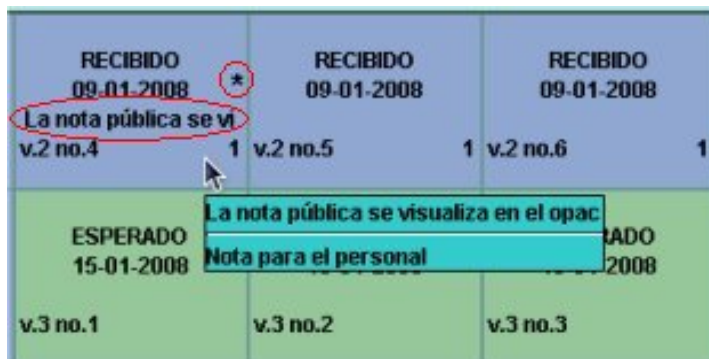 RECIBIDO
09-01-2008 *
La nota pública se vi
v.2 no.4 1
RECIBIDO
09-01-2008
v.2 no.5 1
RECIBIDO
09-01-2008
v.2 no.6 1
La nota pública se visualiza en el opac
Nota para el personal
ESPERADO
15-01-2008
v.3 no.1
v.3 no.2
ADO
2008
v.3 no.3